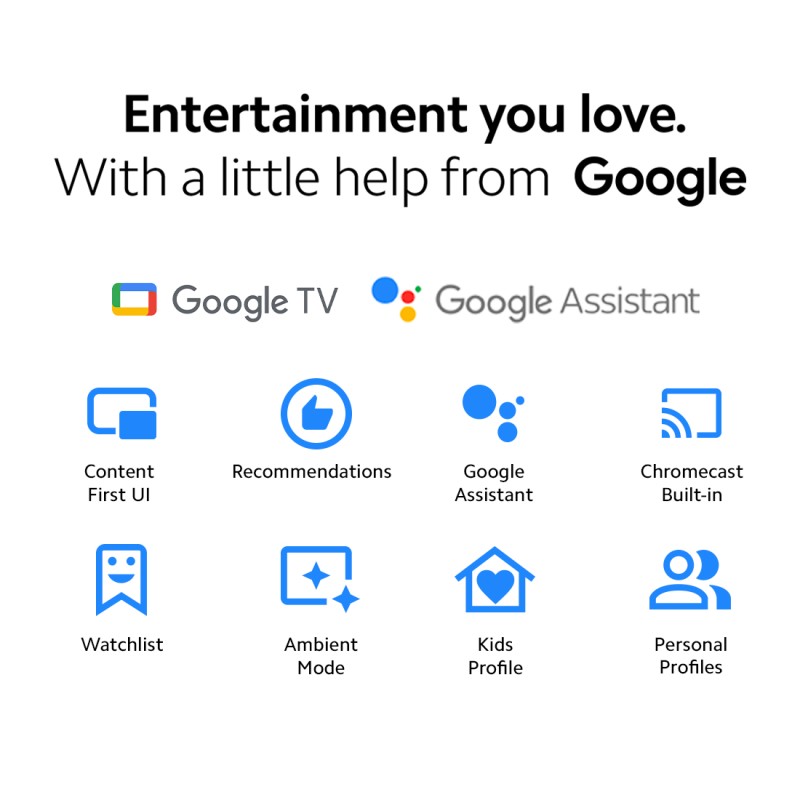 Entertainment you love.
With a little help from Google
Google TV
Google Assistant
Content
First UI
Recommendations
Google
Assistant
Chromecast
Built-in
Watchlist
Ambient
Mode
Kids
Profile
Personal
Profiles